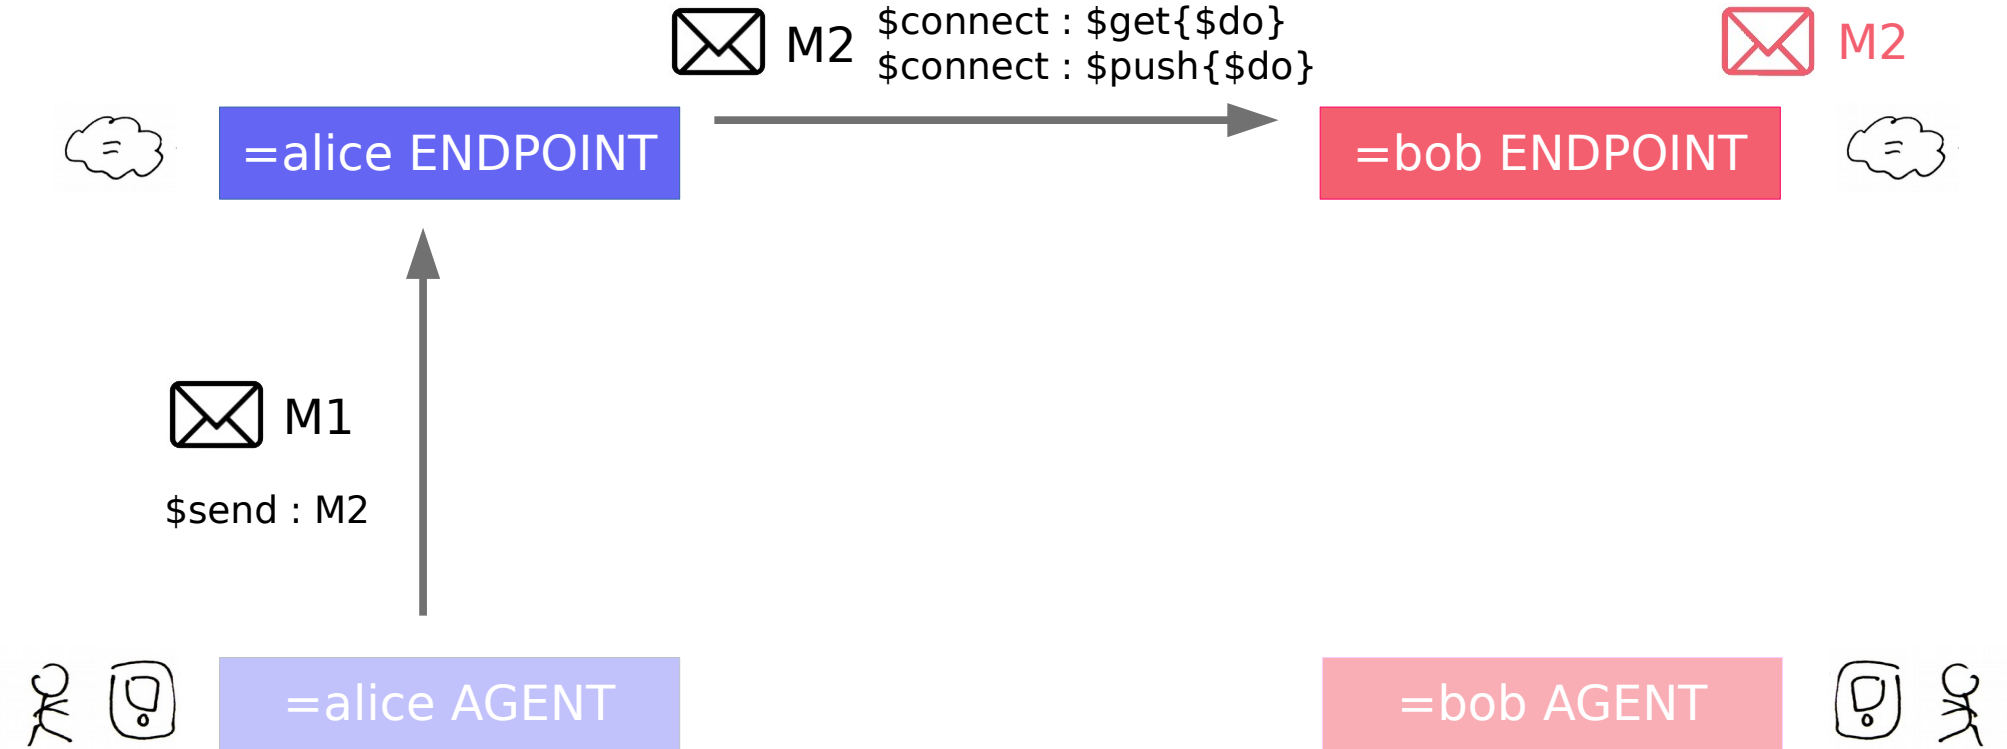 M2
$connect : $get{$do}
$connect : $push{$do}
M2
=alice ENDPOINT
=bob ENDPOINT
M1
$send : M2
=alice AGENT
=bob AGENT